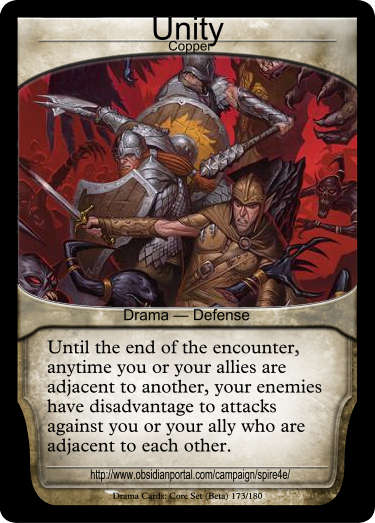 Unity
Copper
Drama — Defense
Until the end of the encounter,
anytime you or your allies are
adjacent to another, your enemies
have disadvantage to attacks
against you or your ally who are
adjacent to each other.
http://www.obsidianportal.com/campaign/spire4e/
Drama Cards: Core Set (Beta) 173/180